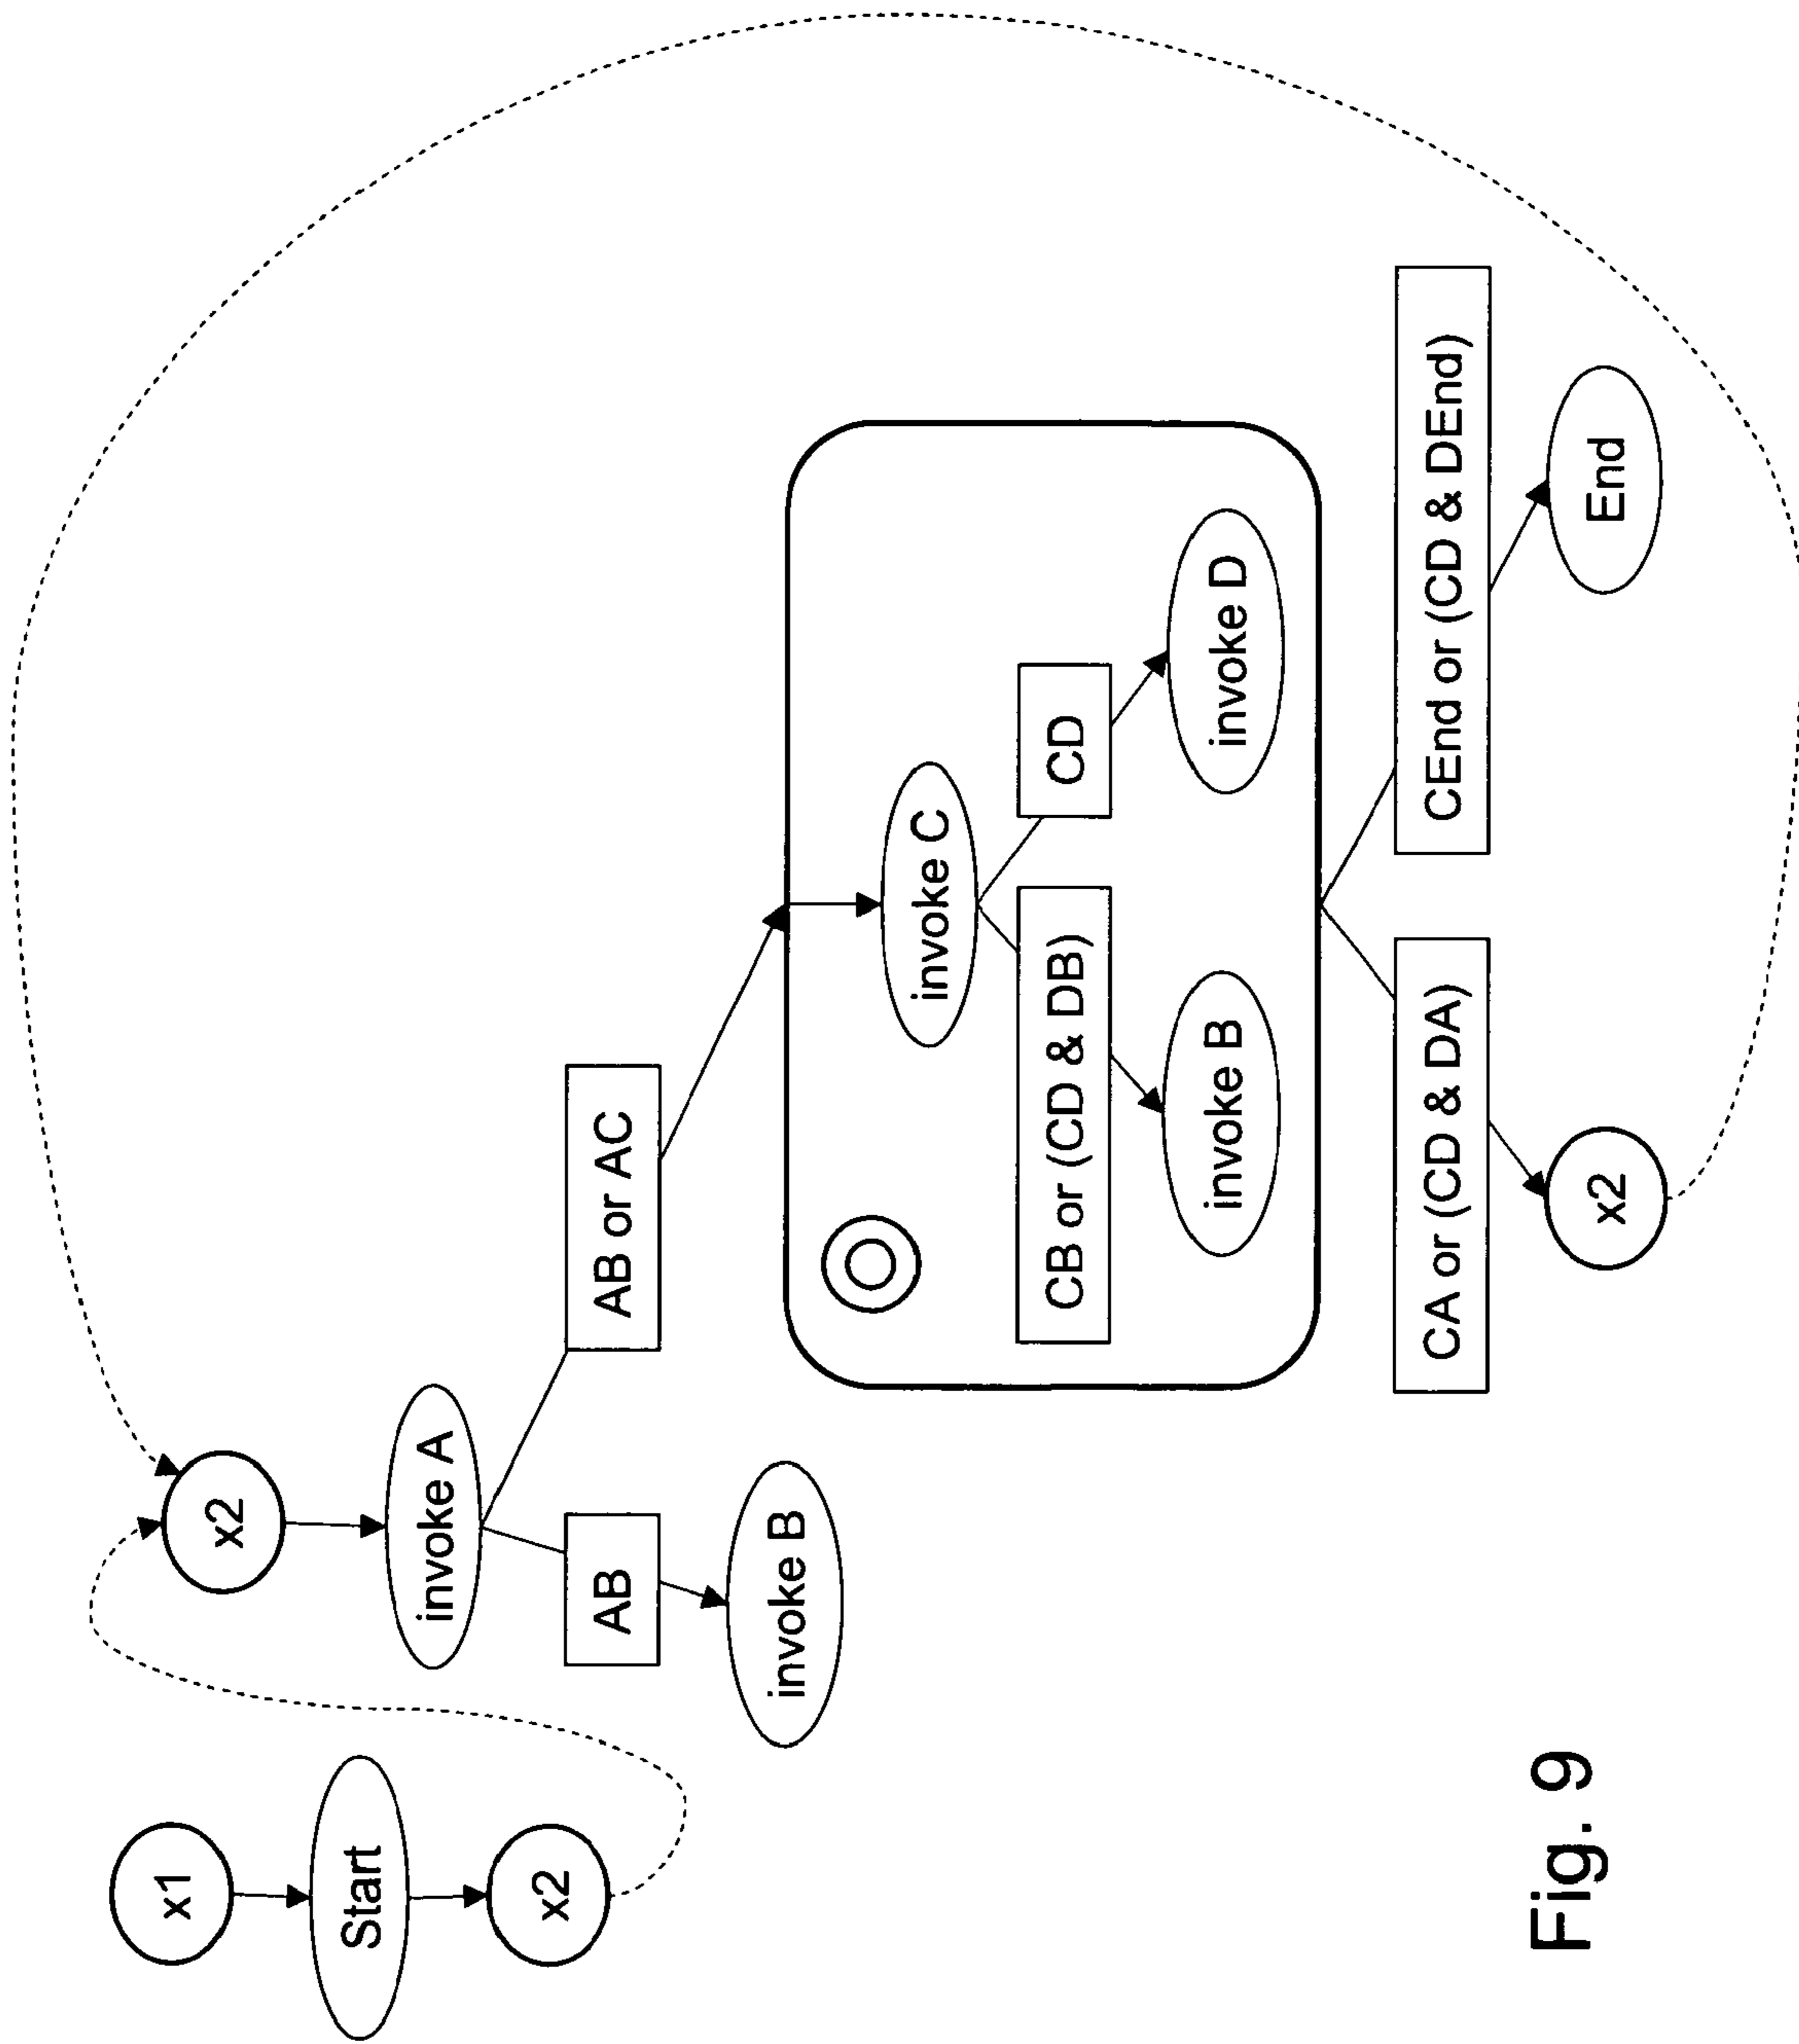 x1
Start
x2
x2
invoke A
AB
invoke B
AB or AC
invoke C
CB or (CD & DB)
invoke B
CD
invoke D
CA or (CD & DA)
x2
CEnd or (CD & DEnd)
End
Fig. 9